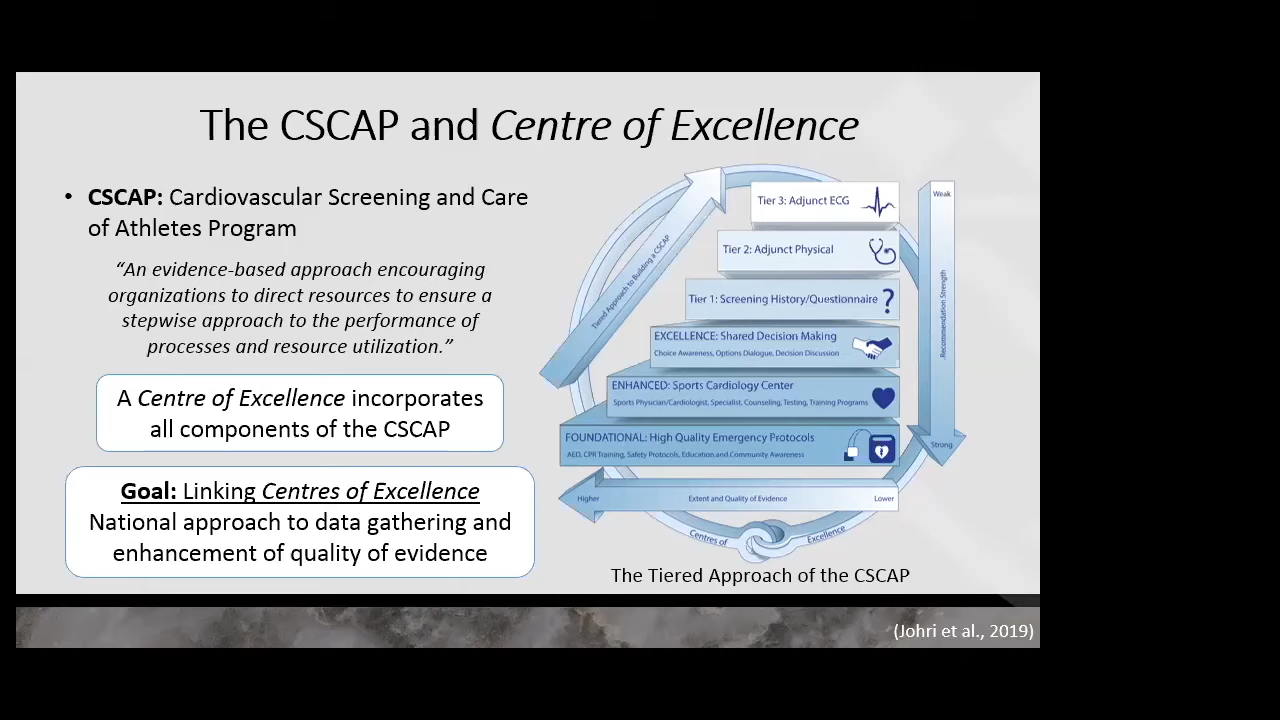 The CSCAP and Centre of Excellence
• CSCAP: Cardiovascular Screening and Care
of Athletes Program
“An evidence-based approach encouraging
organizations to direct resources to ensure a
stepwise approach to the performance of
processes and resource utilization.”
A Centre of Excellence incorporates
all components of the CSCAP
Goal: Linking Centres of Excellence
National approach to data gathering and
enhancement of quality of evidence
Tiered Approach to Building a CSCAP
Tier 3: Adjunct ECG
Tier 2: Adjunct Physical
Tier 1: Screening History/Questionnaire
?
EXCELLENCE: Shared Decision Making
Choice Awareness, Options Dialogue, Decision Discussion
ENHANCED: Sports Cardiology Center
Sports Physician/Cardiologist, Specialist, Counseling, Testing, Training Programs
FOUNDATIONAL: High Quality Emergency Protocols
AED, CPR Training, Safety Protocols, Education and Community Awareness
Weak
Recommendation Strength
Strong
Higher
Extent and Quality of Evidence
Lower
Centres of
Excellence
The Tiered Approach of the CSCAP
(Johri et al., 2019)